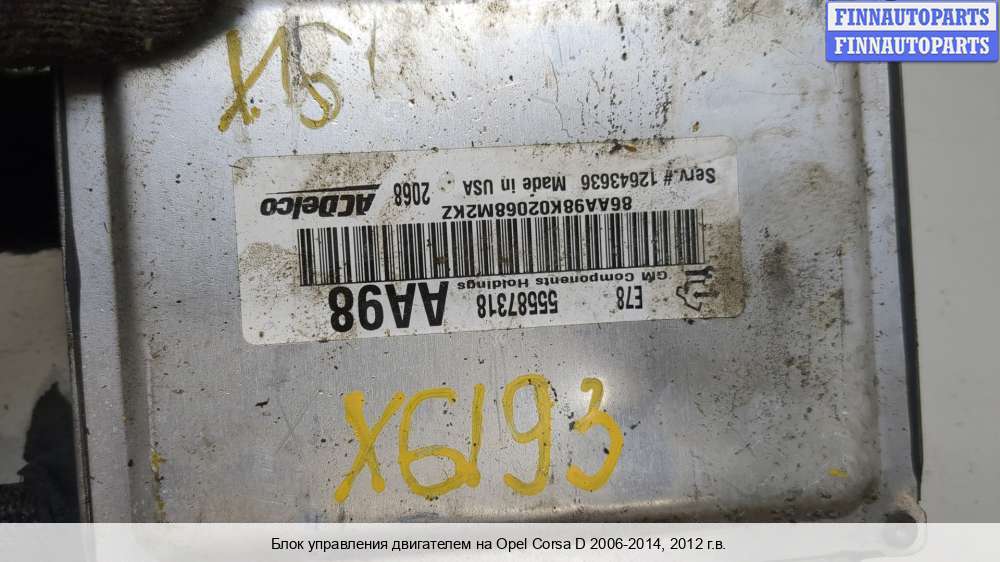 FINNAUTOPARTS
FINNAUTOPARTS
X15
Serv.# 12643636 Made in USA 2068 ACDelco
86AA98K02068M2KZ
GM Components Holdings
E78 55587318 AA98
X6193
Блок управления двигателем на Opel Corsa D 2006-2014, 2012 г.в.